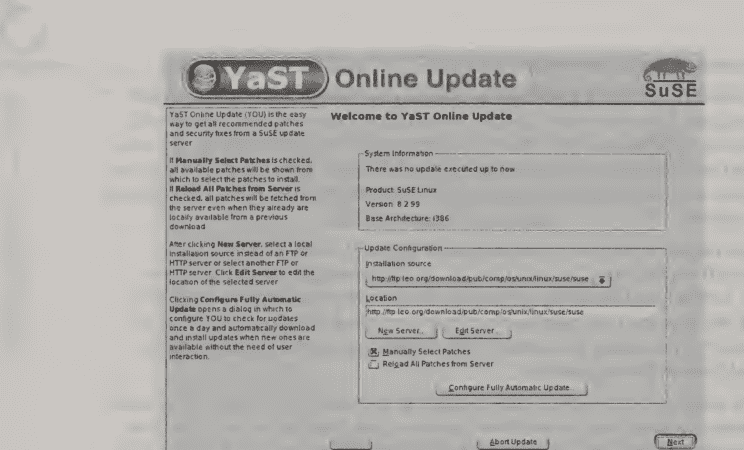 YaST Online Update
SuSE
YaST Online Update (YOU) is the easy
way to get all recommended patches
and security fixes from a SuSE update
server
If Manually Select Patches is checked,
all available patches will be shown from
which to select the patches to install.
If Reload All Patches from Server is
checked, all patches will be fetched from
the server even when they already are
locally available from a previous
download
After clicking New Server, select a local
installation source instead of an FTP or
HTTP server or select another FTP or
HTTP server. Click Edit Server to edit the
location of the selected server
Clicking Configure Fully Automatic
Update opens a dialog in which to
configure YOU to check for updates
once a day and automatically download
and install updates when new ones are
available without the need of user
interaction.
Welcome to YaST Online Update
System Information
There was no update executed up to now
Product: SuSE Linux
Version: 8.2.99
Base Architecture: i386
Update Configuration
Installation source
http://ftp.leo.org/download/pub/comp/os/unix/linux/suse/suse
Location
http://ftp.leo.org/download/pub/comp/os/unix/linux/suse/suse
New Server... Edit Server...
Manually Select Patches
Reload All Patches from Server
Configure Fully Automatic Update...
Abort Update Next